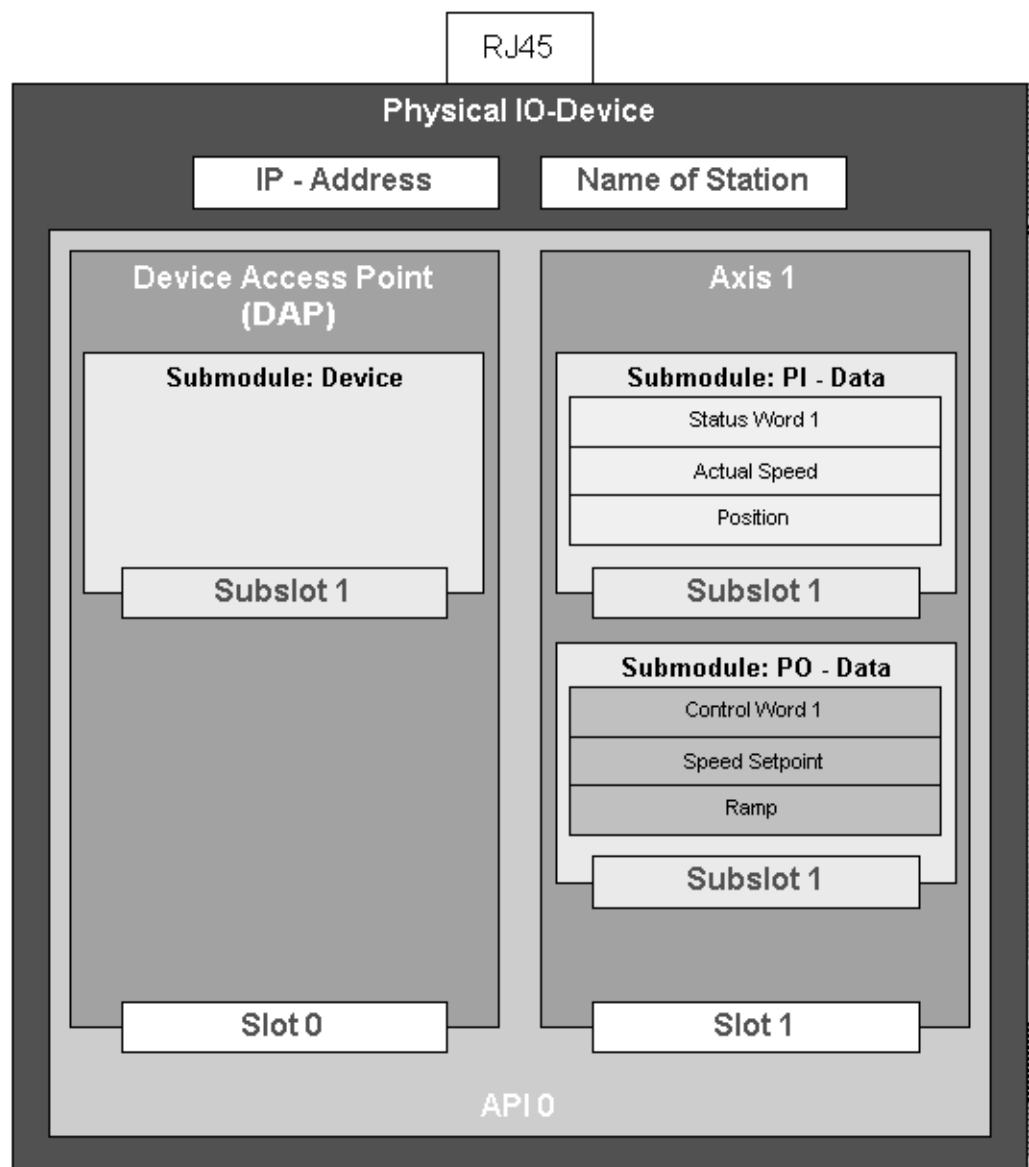 RJ45
Physical IO-Device
IP - Address
Name of Station
Device Access Point
(DAP)
Submodule: Device
Subslot 1
Slot 0
Axis 1
Submodule: PI - Data
Status Word 1
Actual Speed
Position
Subslot 1
Submodule: PO - Data
Control Word 1
Speed Setpoint
Ramp
Subslot 1
Slot 1
API 0